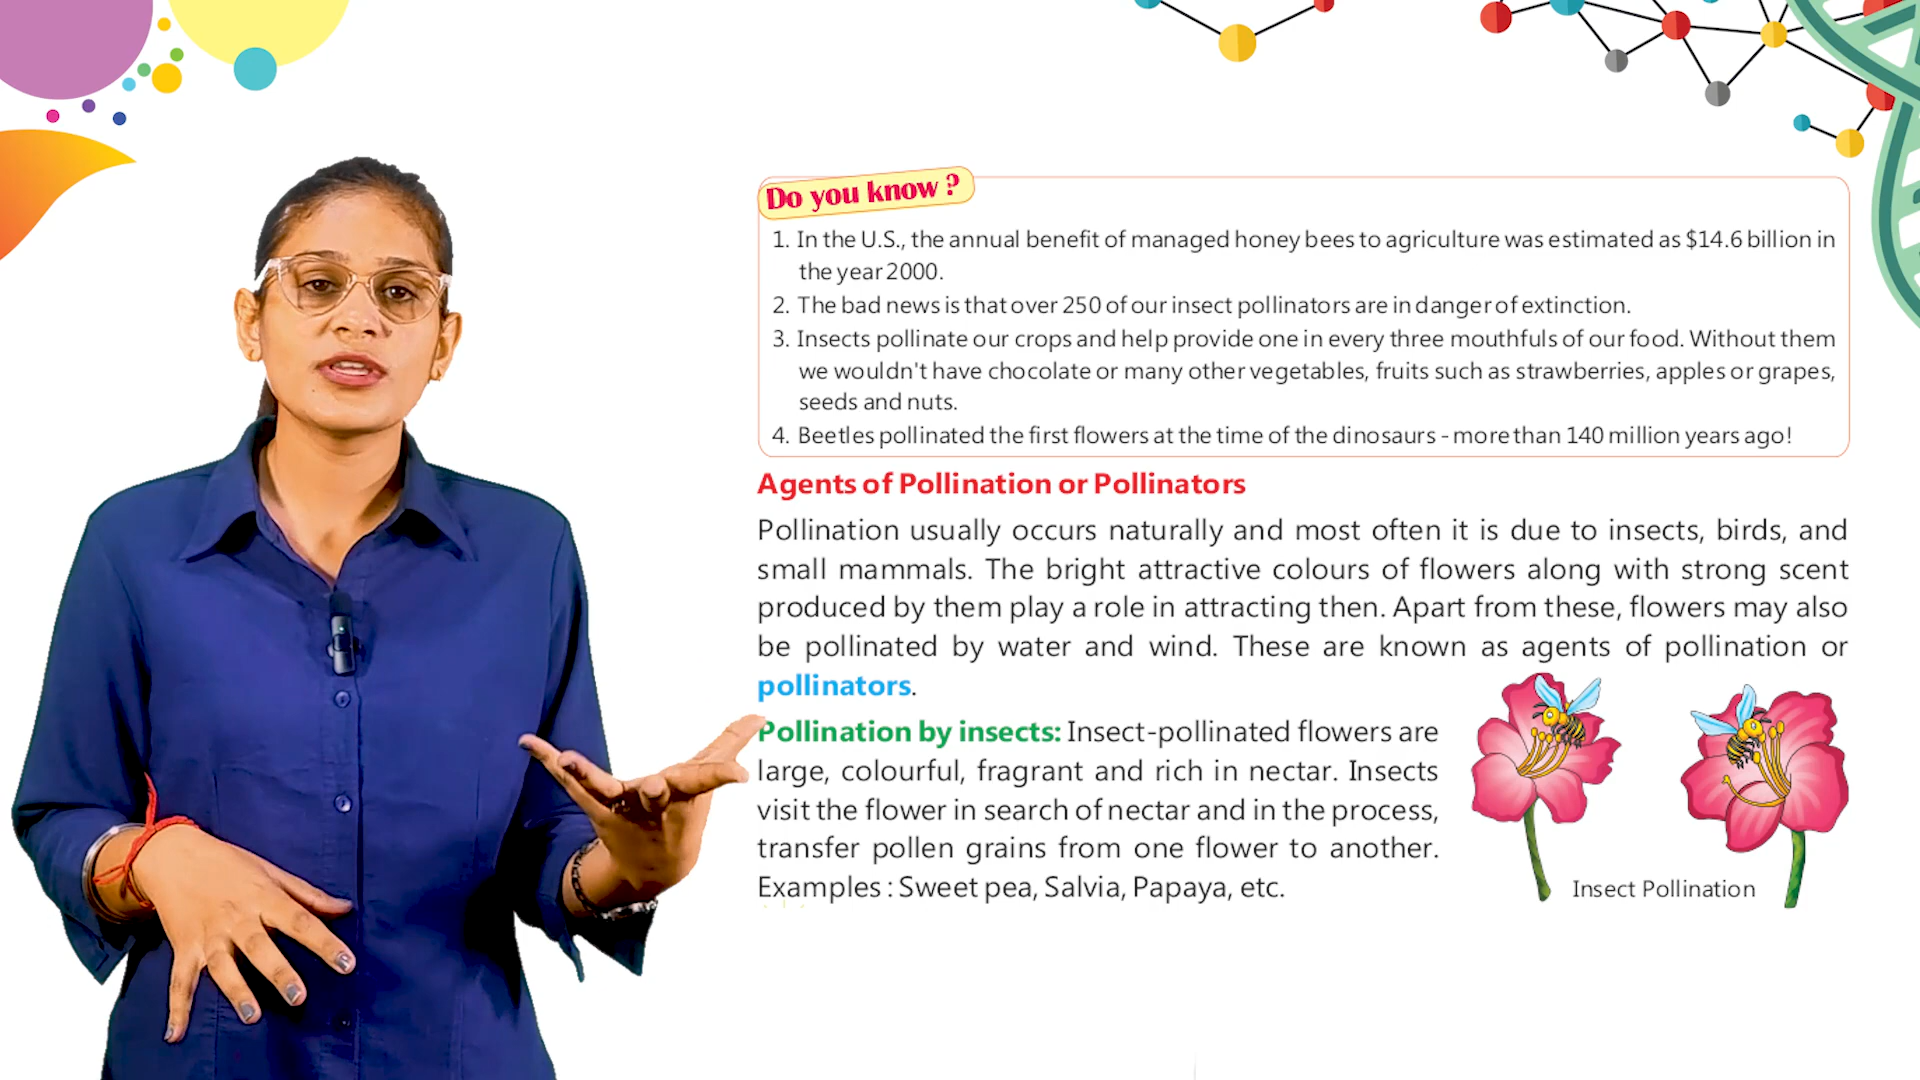 Do you know ?
1. In the U.S., the annual benefit of managed honey bees to agriculture was estimated as $14.6 billion in
the year 2000.
2. The bad news is that over 250 of our insect pollinators are in danger of extinction.
3. Insects pollinate our crops and help provide one in every three mouthfuls of our food. Without them
we wouldn't have chocolate or many other vegetables, fruits such as strawberries, apples or grapes,
seeds and nuts.
4. Beetles pollinated the first flowers at the time of the dinosaurs - more than 140 million years ago!
Agents of Pollination or Pollinators
Pollination usually occurs naturally and most often it is due to insects, birds, and
small mammals. The bright attractive colours of flowers along with strong scent
produced by them play a role in attracting then. Apart from these, flowers may also
be pollinated by water and wind. These are known as agents of pollination or
pollinators.
Pollination by insects: Insect-pollinated flowers are
large, colourful, fragrant and rich in nectar. Insects
visit the flower in search of nectar and in the process,
transfer pollen grains from one flower to another.
Examples : Sweet pea, Salvia, Papaya, etc.
Insect Pollination